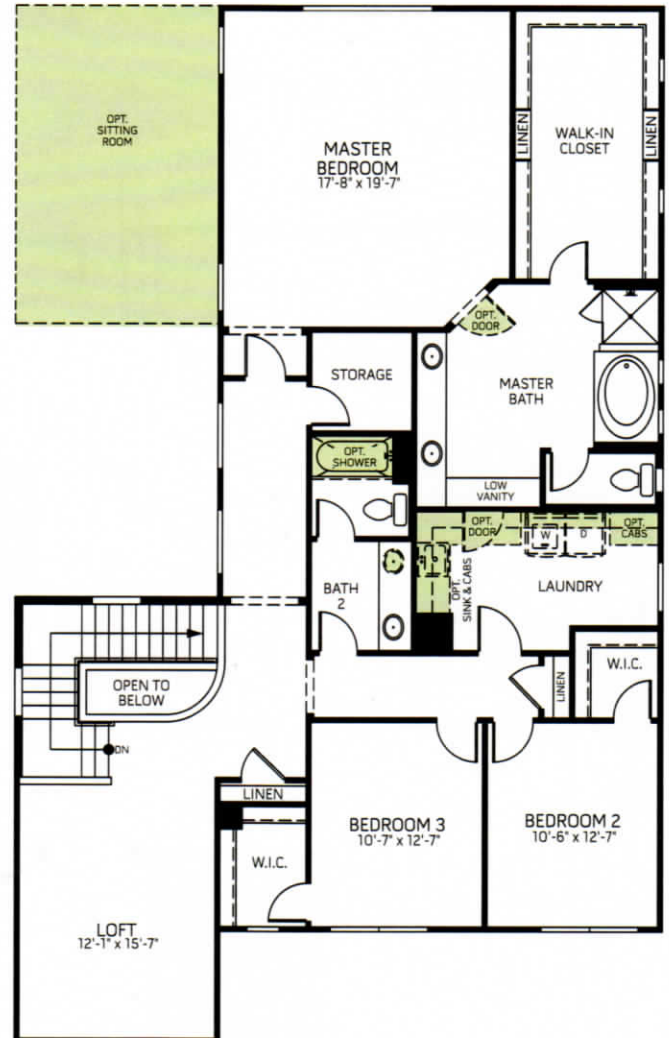 OPT.
SITTING
ROOM
MASTER
BEDROOM
17'-8" x 19'-7"
LINEN
WALK-IN
CLOSET
LINEN
OPT.
DOOR
STORAGE
MASTER
BATH
OPT.
SHOWER
LOW
VANITY
OPT.
DOOR
W
D
OPT.
CABS
BATH
2
OPT.
SINK & CABS
LAUNDRY
W.I.C.
LINEN
OPEN TO
BELOW
DN
LINEN
W.I.C.
BEDROOM 3
10'-7" x 12'-7"
BEDROOM 2
10'-6" x 12'-7"
LOFT
12'-1" x 15'-7"